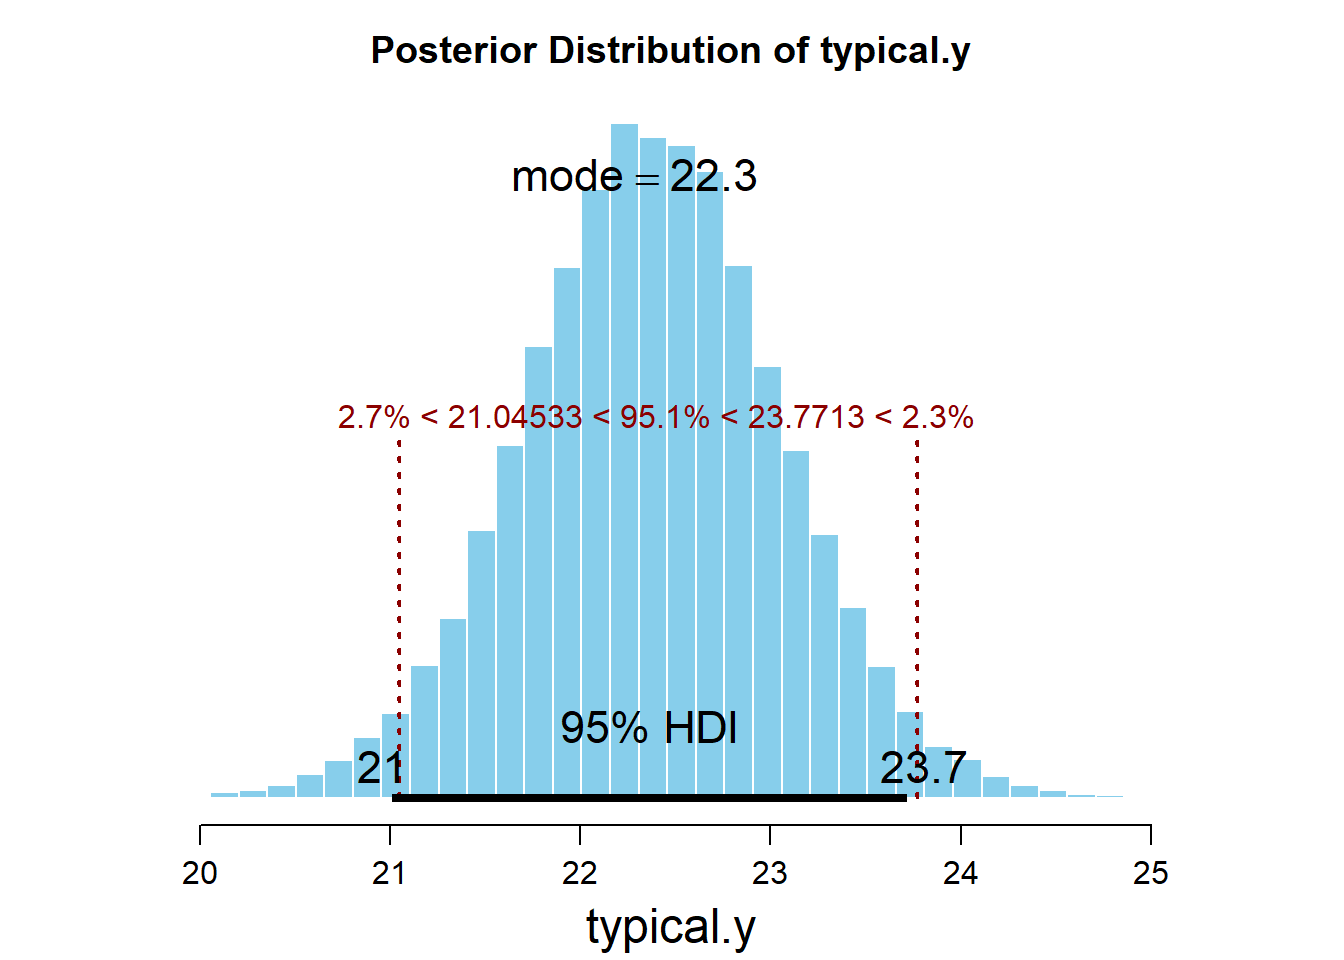 Posterior Distribution of typical.y
mode = 22.3
2.7% < 21.04533 < 95.1% < 23.7713 < 2.3%
95% HDI
21 23.7
20 21 22 23 24 25
typical.y